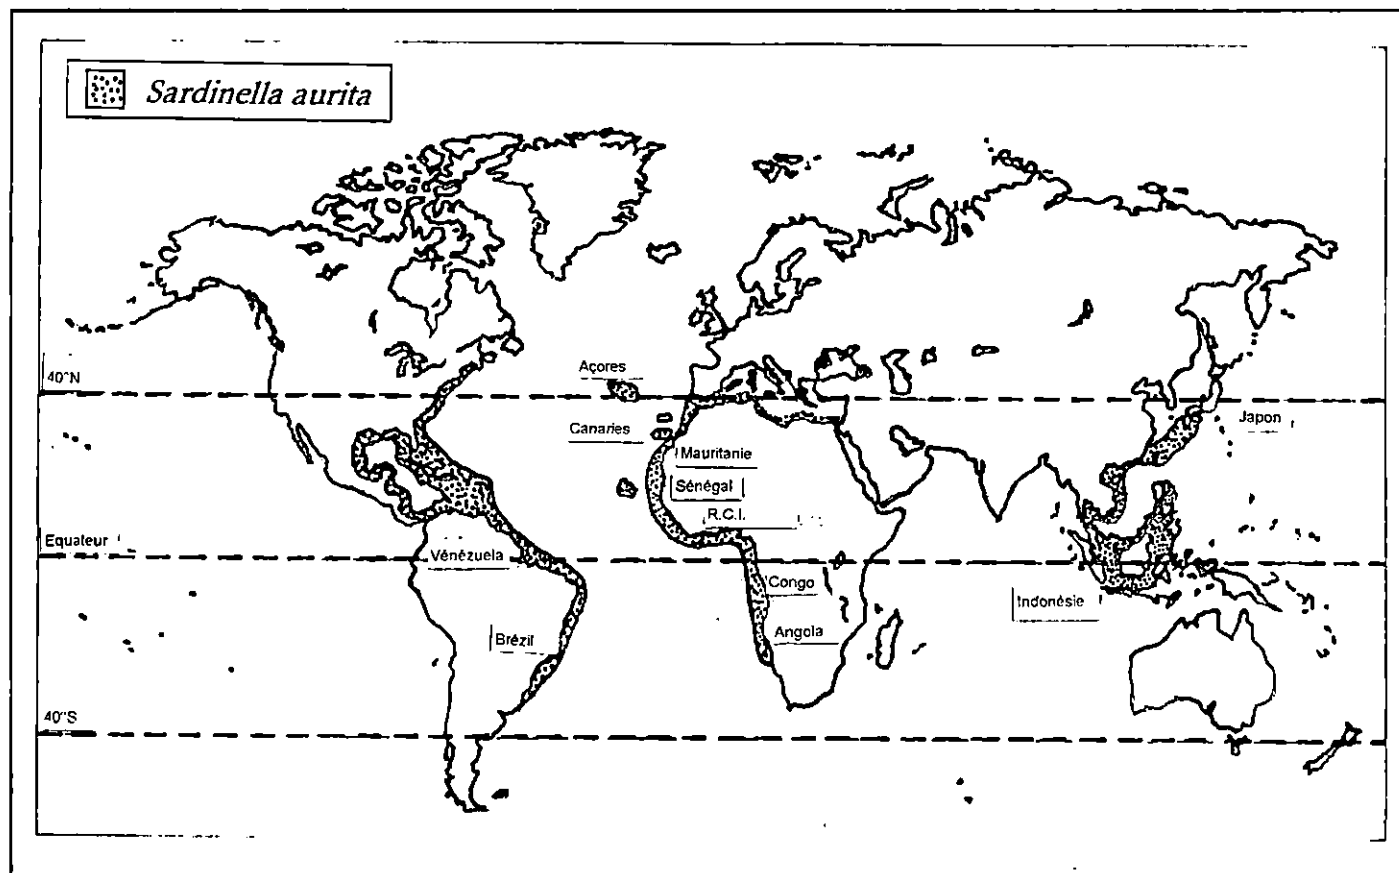 Sardinella aurita
Açores
40°N
Japon
Canaries
Mauritanie
Sénégal
R.C.I.
Equateur
Vénézuela
Congo
Indonésie
Angola
Brézil
40°S